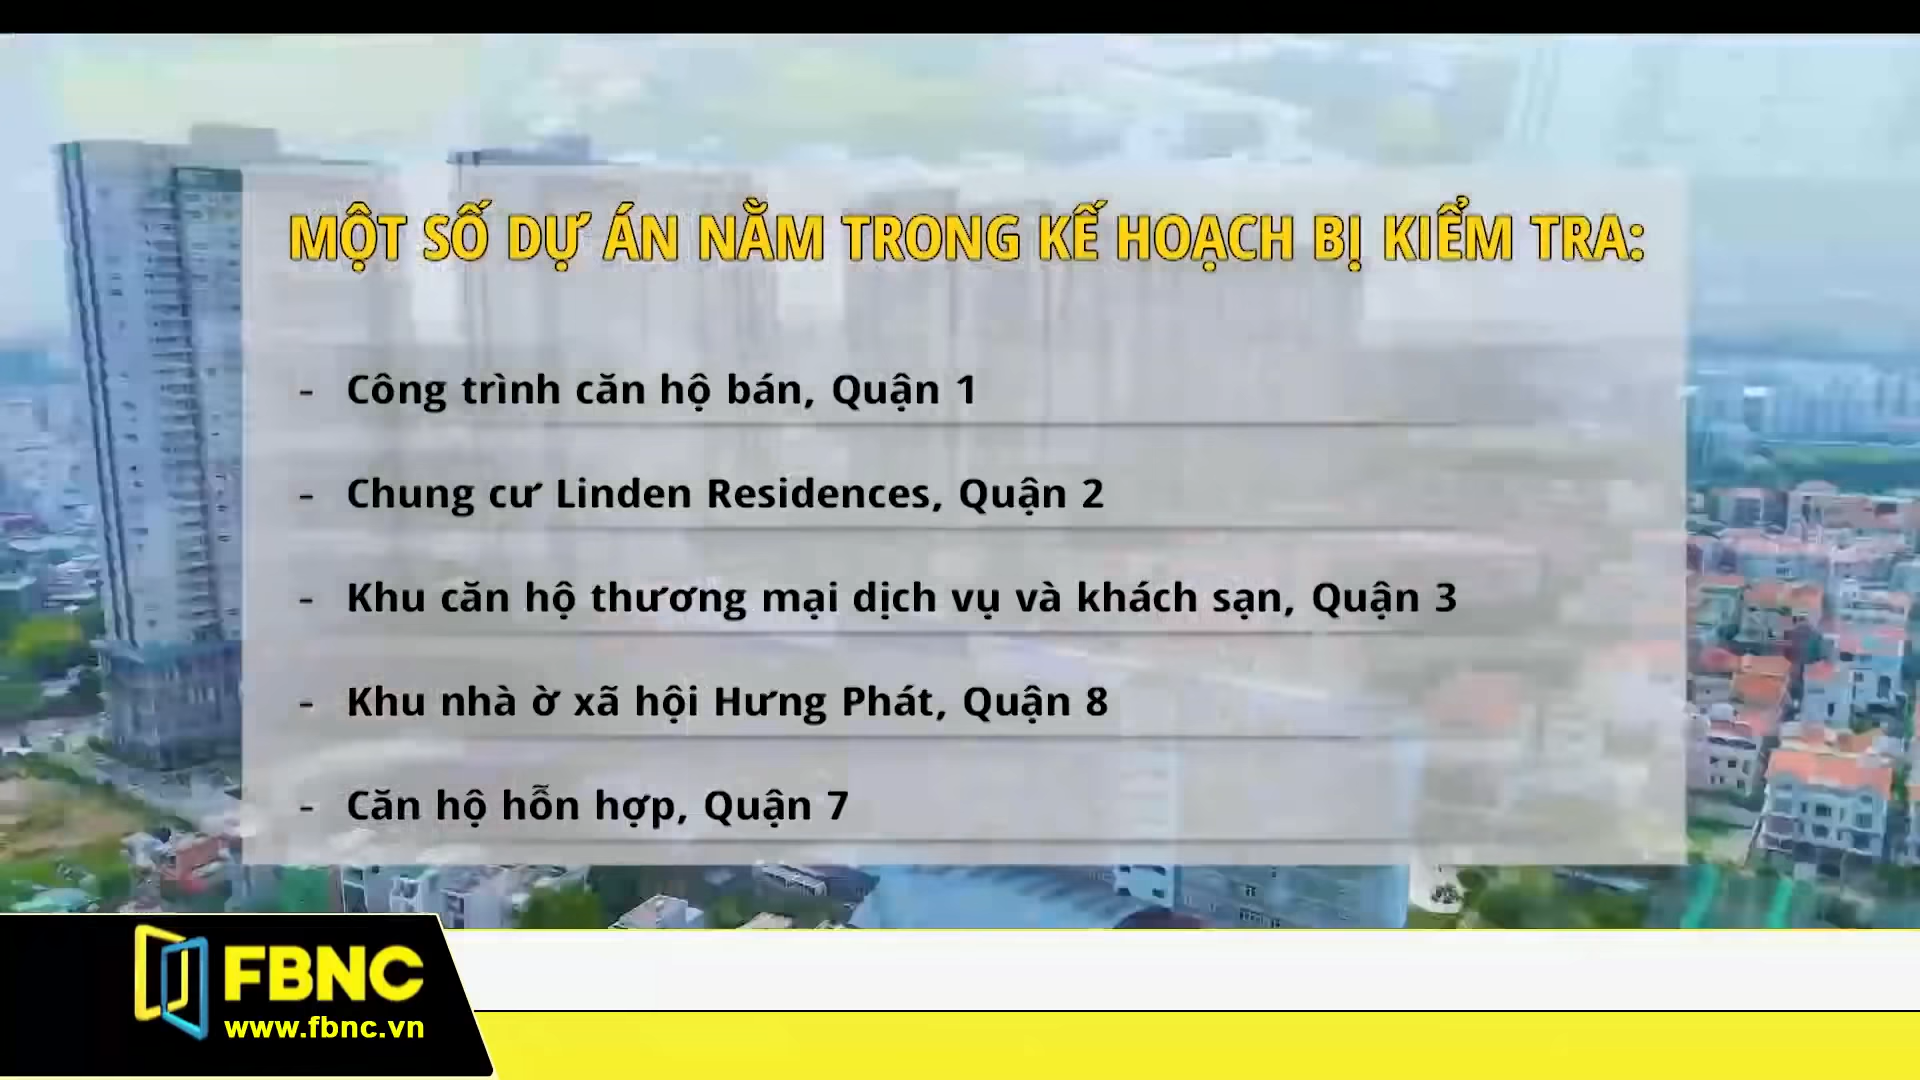 MỘT SỐ DỰ ÁN NẰM TRONG KẾ HOẠCH BỊ KIỂM TRA:
- Công trình căn hộ bán, Quận 1
- Chung cư Linden Residences, Quận 2
- Khu căn hộ thương mại dịch vụ và khách sạn, Quận 3
- Khu nhà ờ xã hội Hưng Phát, Quận 8
- Căn hộ hỗn hợp, Quận 7
FBNC
www.fbnc.vn